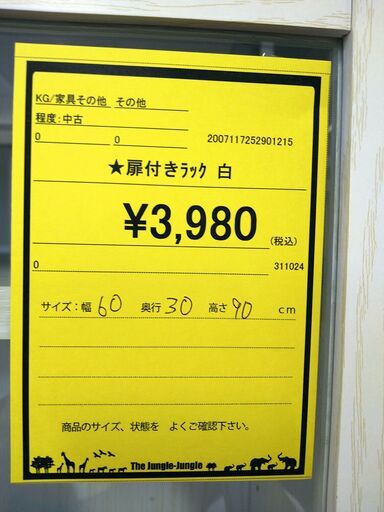 KG/家具その他 その他
程度:中古
0 0 2007117252901215
★扉付きﾗｯｸ 白
¥3,980
(税込)
0 311024
サイズ:幅 60 奥行 30 高さ 90 cm
商品のサイズ、状態を よくご確認下さい。
The Jungle-Jungle